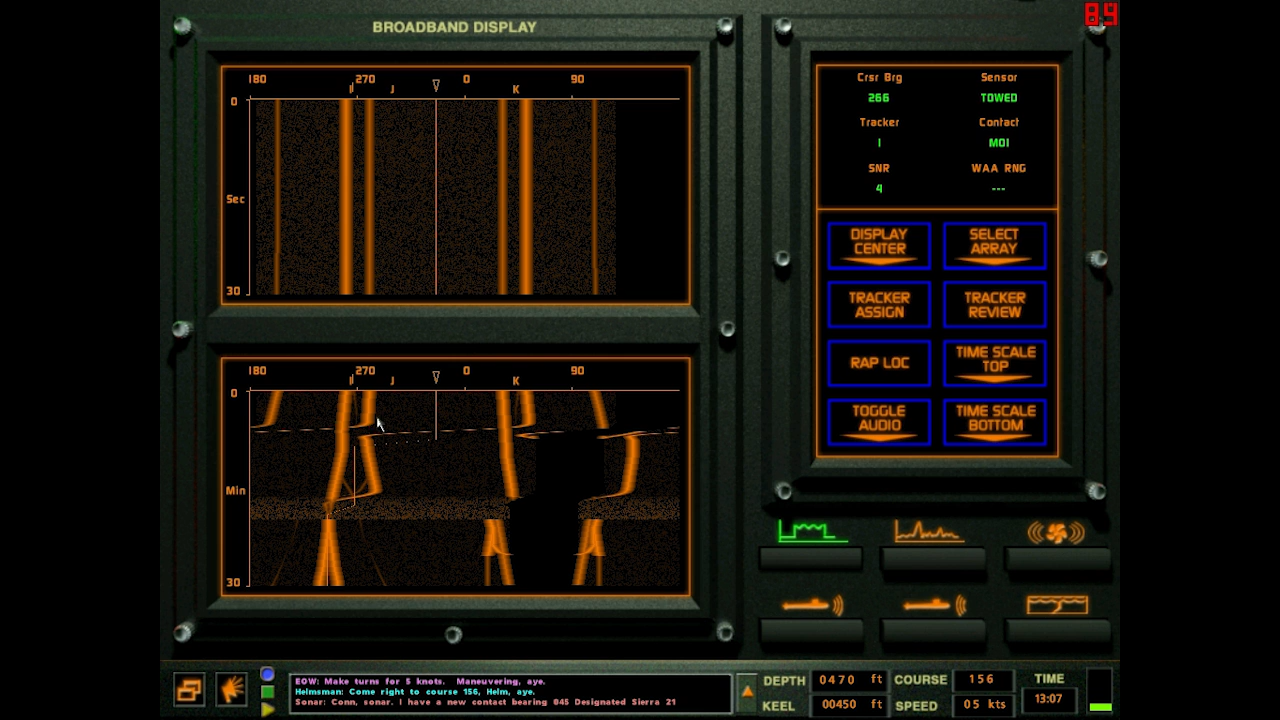 89
BROADBAND DISPLAY
180 270 0 90
J K
0
Sec
30
180 270 0 90
J K
0
Min
30
Crsr Brg Sensor
266 TOWED
Tracker Contact
I M01
SNR WAA RNG
4 ---
DISPLAY CENTER
SELECT ARRAY
TRACKER ASSIGN
TRACKER REVIEW
RAP LOC
TIME SCALE TOP
TOGGLE AUDIO
TIME SCALE BOTTOM
EOW: Make turns for 5 knots. Maneuvering, aye.
Helmsman: Come right to course 156, Helm, aye.
Sonar: Conn, sonar. I have a new contact bearing 045 Designated Sierra 21
DEPTH 0470 ft COURSE 156 TIME
KEEL 00450 ft SPEED 05 kts 13:07